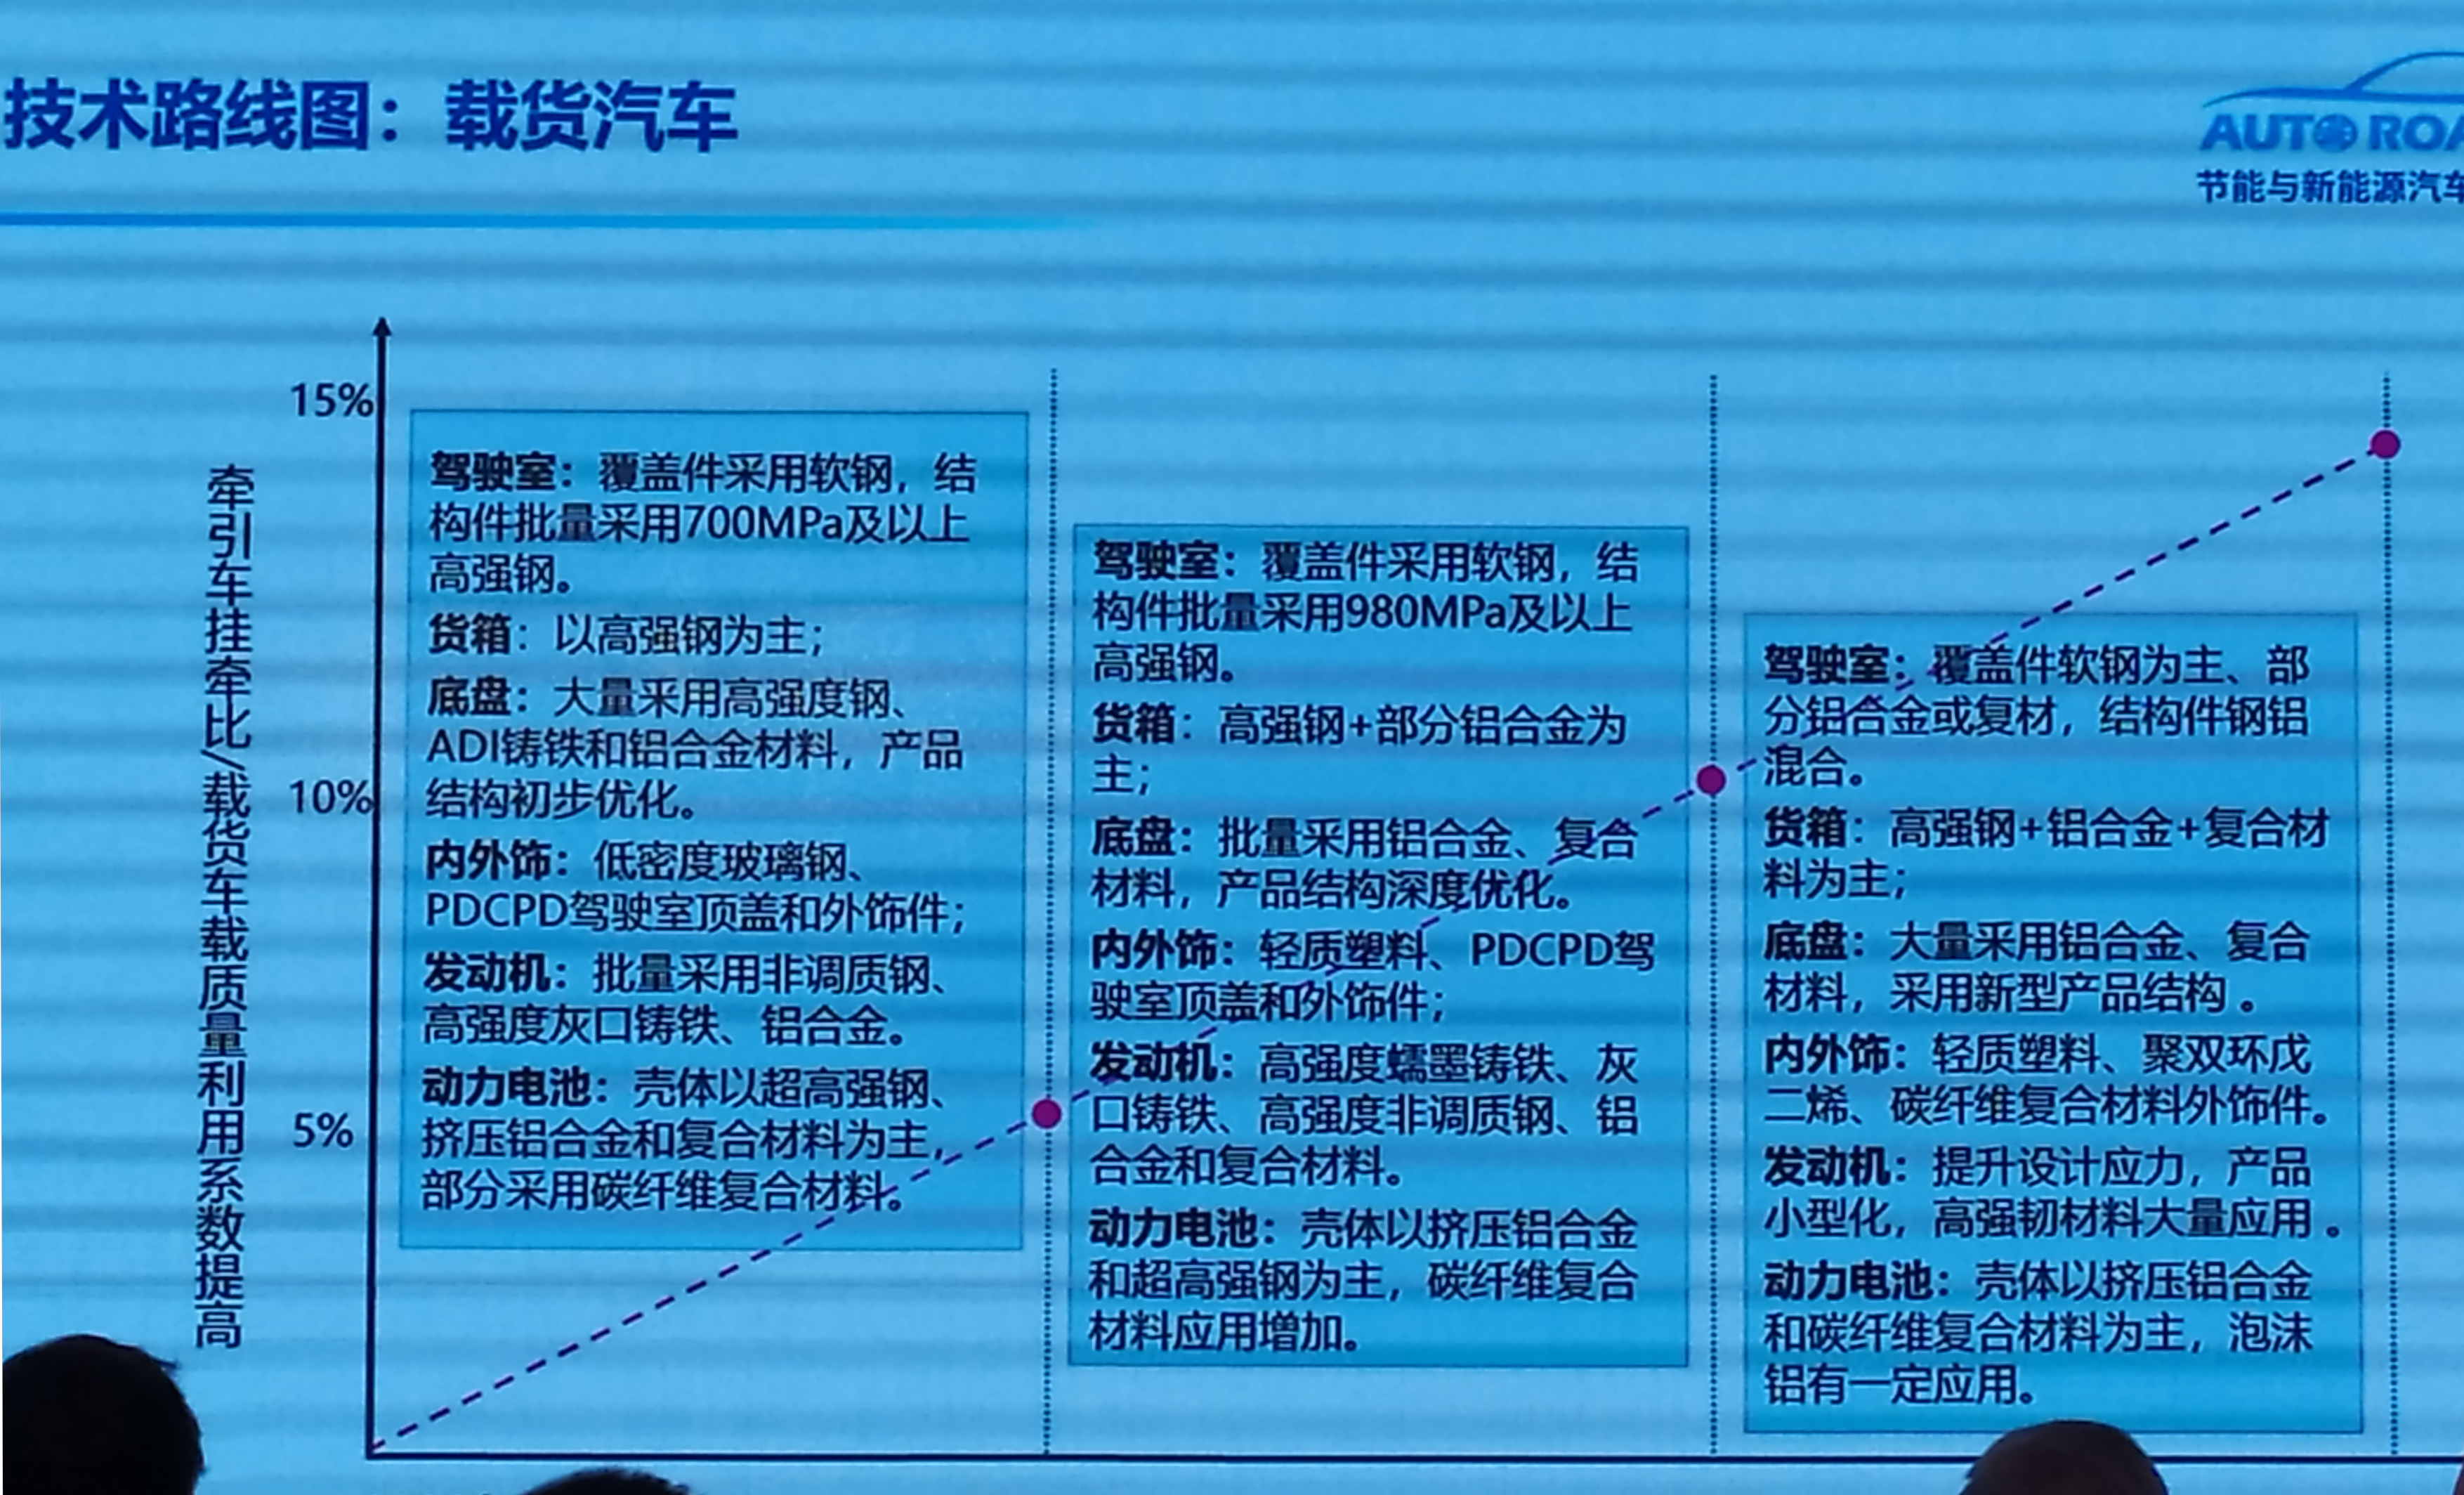 技术路线图：载货汽车
AUTO ROA
节能与新能源汽车
15%
10%
5%
牵引车挂牵比/载货车载质量利用系数提高
驾驶室：覆盖件采用软钢，结
构件批量采用700MPa及以上
高强钢。
货箱：以高强钢为主；
底盘：大量采用高强度钢、
ADI铸铁和铝合金材料，产品
结构初步优化。
内外饰：低密度玻璃钢、
PDCPD驾驶室顶盖和外饰件；
发动机：批量采用非调质钢、
高强度灰口铸铁、铝合金。
动力电池：壳体以超高强钢、
挤压铝合金和复合材料为主，
部分采用碳纤维复合材料。
驾驶室：覆盖件采用软钢，结
构件批量采用980MPa及以上
高强钢。
货箱：高强钢+部分铝合金为
主；
底盘：批量采用铝合金、复合
材料，产品结构深度优化。
内外饰：轻质塑料、PDCPD驾
驶室顶盖和外饰件；
发动机：高强度蠕墨铸铁、灰
口铸铁、高强度非调质钢、铝
合金和复合材料。
动力电池：壳体以挤压铝合金
和超高强钢为主，碳纤维复合
材料应用增加。
驾驶室：覆盖件软钢为主、部
分铝合金或复材，结构件钢铝
混合。
货箱：高强钢+铝合金+复合材
料为主；
底盘：大量采用铝合金、复合
材料，采用新型产品结构。
内外饰：轻质塑料、聚双环戊
二烯、碳纤维复合材料外饰件。
发动机：提升设计应力，产品
小型化，高强韧材料大量应用。
动力电池：壳体以挤压铝合金
和碳纤维复合材料为主，泡沫
铝有一定应用。